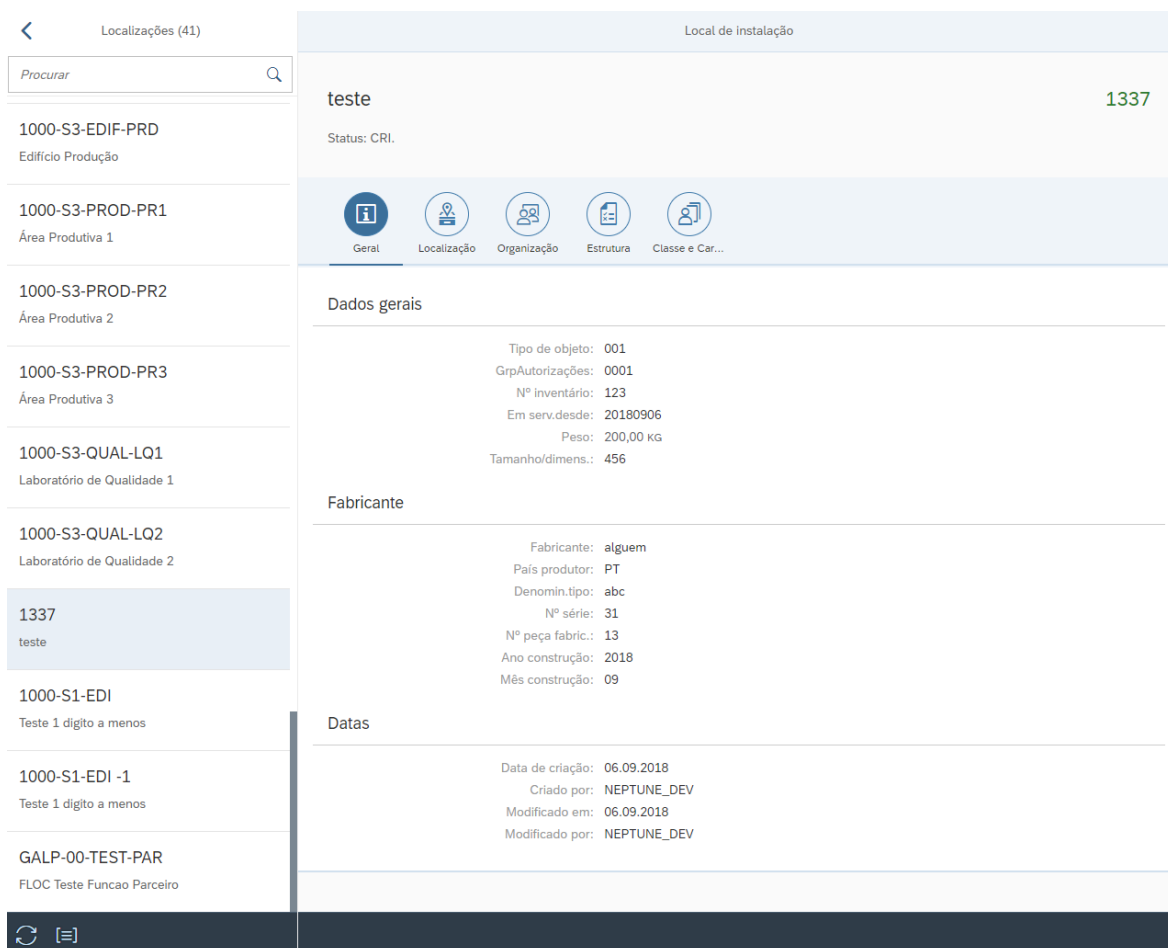 Localizações (41)
Procurar
1000-S3-EDIF-PRD
Edifício Produção
1000-S3-PROD-PR1
Área Produtiva 1
1000-S3-PROD-PR2
Área Produtiva 2
1000-S3-PROD-PR3
Área Produtiva 3
1000-S3-QUAL-LQ1
Laboratório de Qualidade 1
1000-S3-QUAL-LQ2
Laboratório de Qualidade 2
1337
teste
1000-S1-EDI
Teste 1 digito a menos
1000-S1-EDI -1
Teste 1 digito a menos
GALP-00-TEST-PAR
FLOC Teste Funcao Parceiro
Local de instalação
teste 1337
Status: CRI.
Geral Localização Organização Estrutura Classe e Car...
Dados gerais
Tipo de objeto: 001
GrpAutorizações: 0001
Nº inventário: 123
Em serv.desde: 20180906
Peso: 200,00 KG
Tamanho/dimens.: 456
Fabricante
Fabricante: alguem
País produtor: PT
Denomin.tipo: abc
Nº série: 31
Nº peça fabric.: 13
Ano construção: 2018
Mês construção: 09
Datas
Data de criação: 06.09.2018
Criado por: NEPTUNE_DEV
Modificado em: 06.09.2018
Modificado por: NEPTUNE_DEV